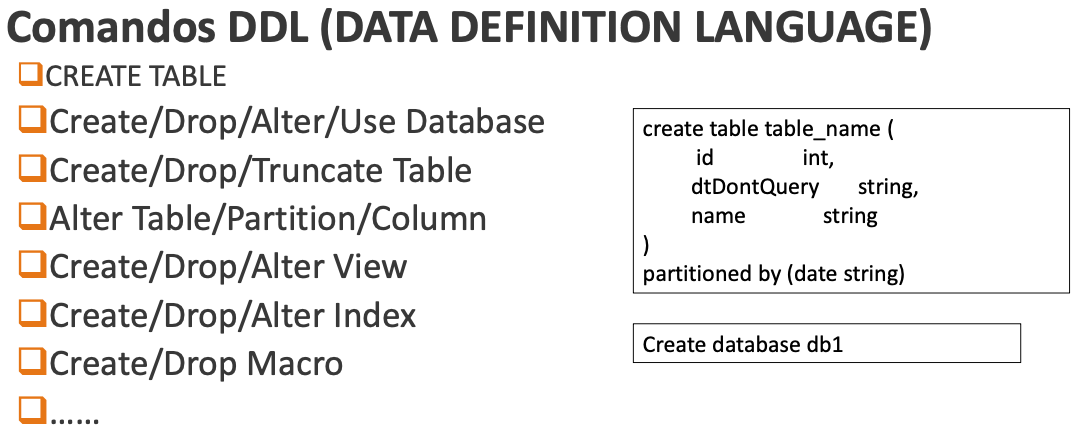 Comandos DDL (DATA DEFINITION LANGUAGE)
CREATE TABLE
Create/Drop/Alter/Use Database
Create/Drop/Truncate Table
Alter Table/Partition/Column
Create/Drop/Alter View
Create/Drop/Alter Index
Create/Drop Macro
……
create table table_name (
id int,
dtDontQuery string,
name string
)
partitioned by (date string)
Create database db1